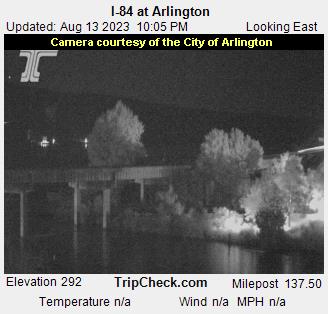 I-84 at Arlington
Updated: Aug 13 2023 10:05 PM Looking East
Camera courtesy of the City of Arlington
Elevation 292 TripCheck.com Milepost 137.50
Temperature n/a Wind n/a MPH n/a